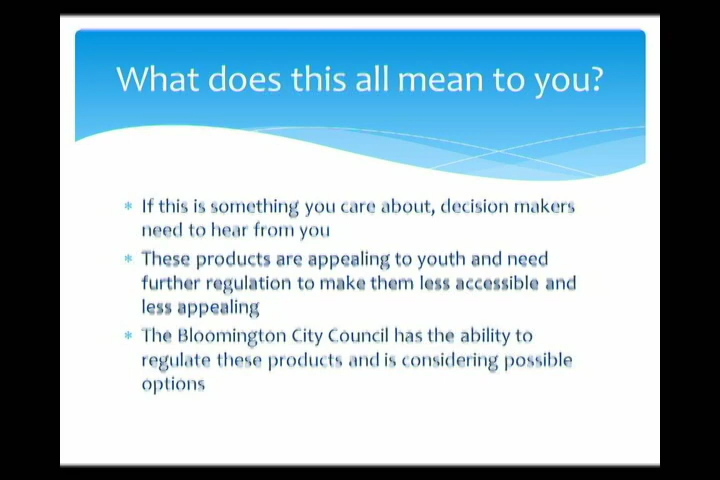 What does this all mean to you?
* If this is something you care about, decision makers
need to hear from you
* These products are appealing to youth and need
further regulation to make them less accessible and
less appealing
* The Bloomington City Council has the ability to
regulate these products and is considering possible
options